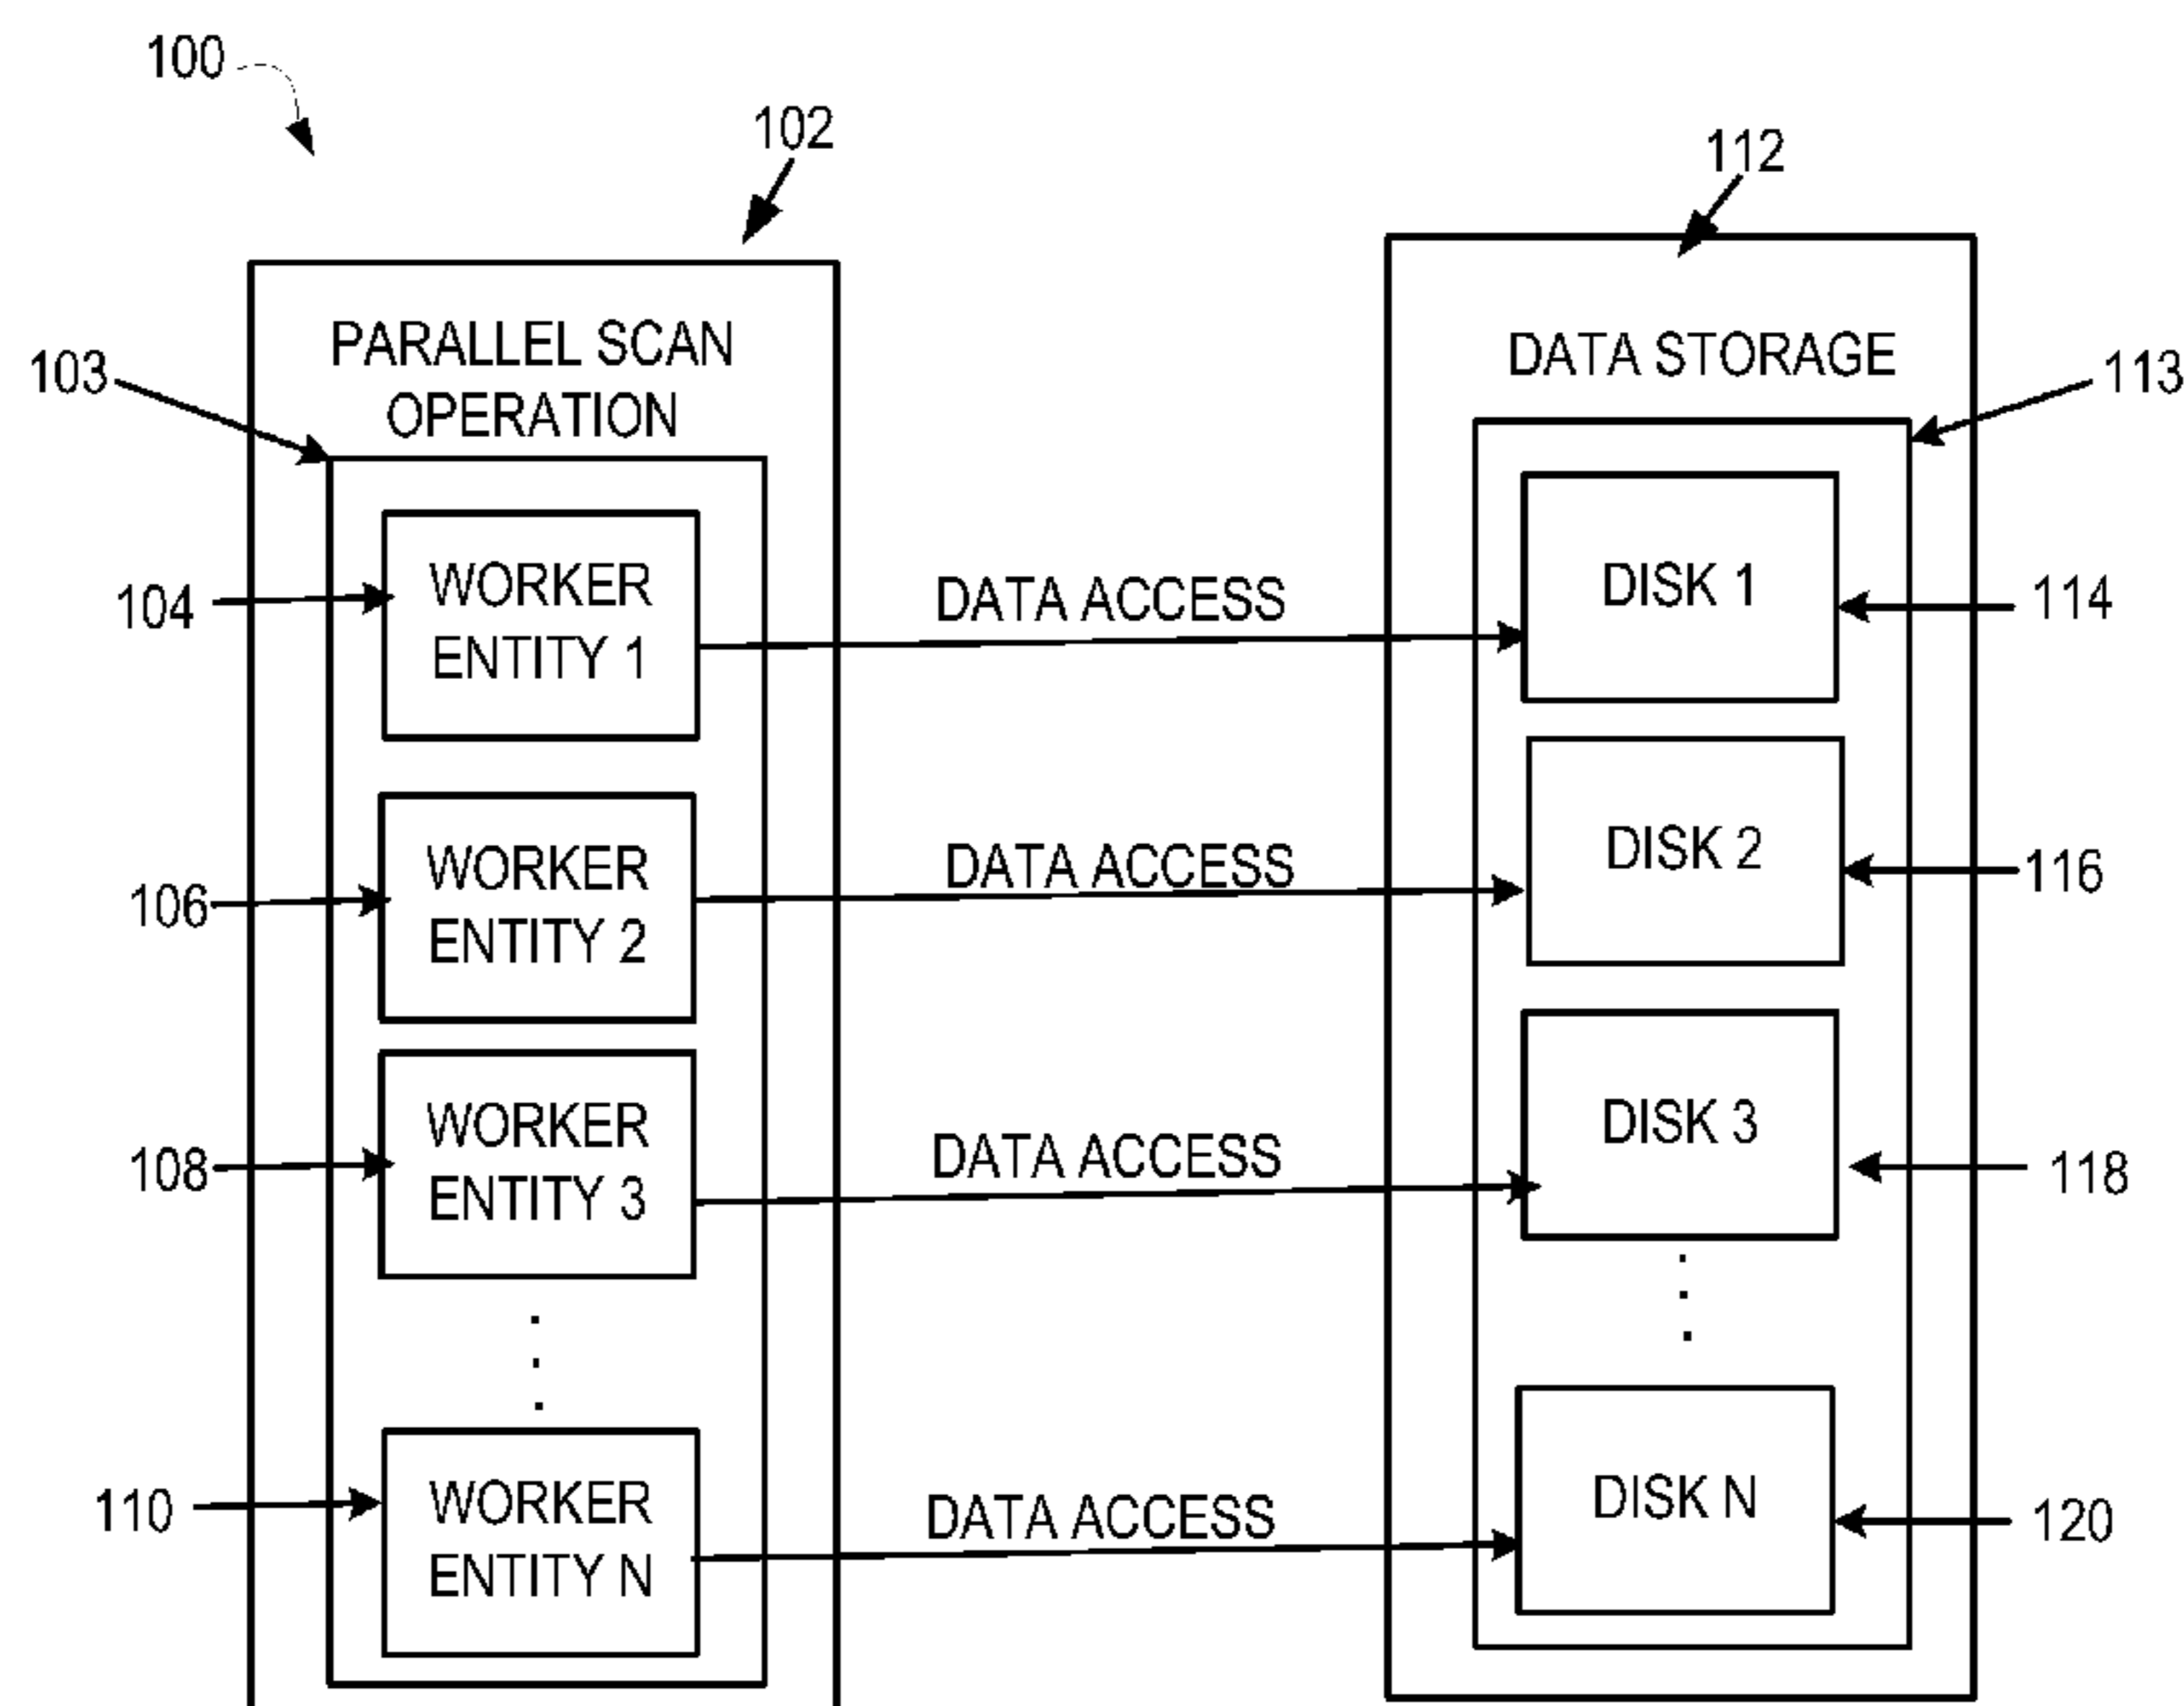 100
102
112
PARALLEL SCAN
OPERATION
DATA STORAGE
103
113
104
WORKER
ENTITY 1
DATA ACCESS
DISK 1
114
106
WORKER
ENTITY 2
DATA ACCESS
DISK 2
116
108
WORKER
ENTITY 3
DATA ACCESS
DISK 3
118
110
WORKER
ENTITY N
DATA ACCESS
DISK N
120